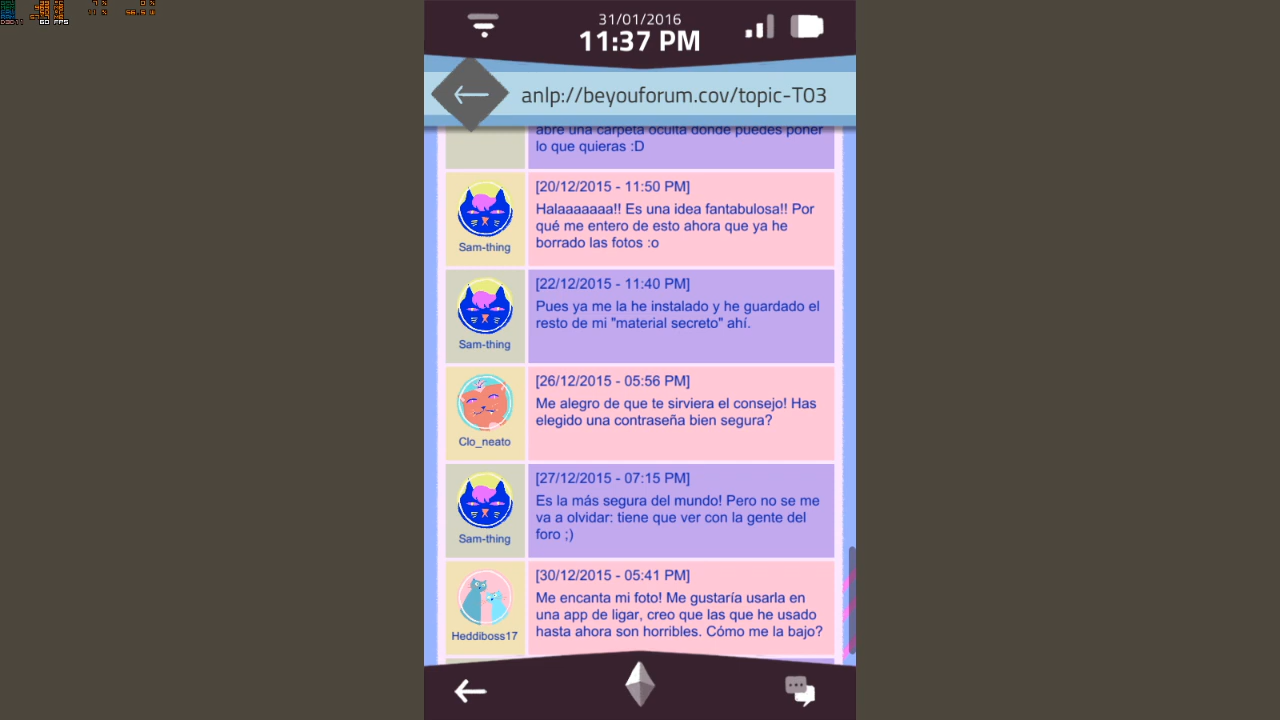 31/01/2016
11:37 PM
anlp://beyouforum.cov/topic-T03
abre una carpeta oculta donde puedes poner
lo que quieras :D
[20/12/2015 - 11:50 PM]
Halaaaaaaa!! Es una idea fantabulosa!! Por
qué me entero de esto ahora que ya he
borrado las fotos :o
Sam-thing
[22/12/2015 - 11:40 PM]
Pues ya me la he instalado y he guardado el
resto de mi "material secreto" ahí.
Sam-thing
[26/12/2015 - 05:56 PM]
Me alegro de que te sirviera el consejo! Has
elegido una contraseña bien segura?
Clo_neato
[27/12/2015 - 07:15 PM]
Es la más segura del mundo! Pero no se me
va a olvidar: tiene que ver con la gente del
foro ;)
Sam-thing
[30/12/2015 - 05:41 PM]
Me encanta mi foto! Me gustaría usarla en
una app de ligar, creo que las que he usado
hasta ahora son horribles. Cómo me la bajo?
Heddiboss17